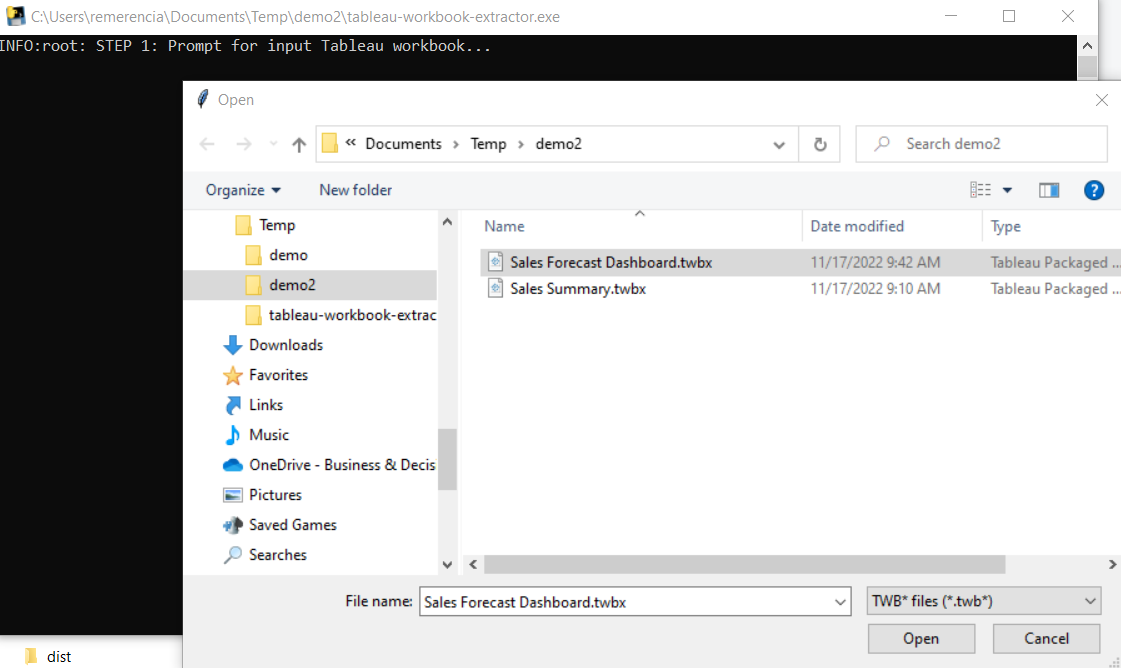 C:\Users\remerencia\Documents\Temp\demo2\tableau-workbook-extractor.exe
INFO:root: STEP 1: Prompt for input Tableau workbook...
Open
« Documents › Temp › demo2
Search demo2
Organize
New folder
Temp
demo
demo2
tableau-workbook-extrac
Downloads
Favorites
Links
Music
OneDrive - Business & Decis
Pictures
Saved Games
Searches
Name Date modified Type
Sales Forecast Dashboard.twbx 11/17/2022 9:42 AM Tableau Packaged ...
Sales Summary.twbx 11/17/2022 9:10 AM Tableau Packaged ...
File name: Sales Forecast Dashboard.twbx TWB* files (*.twb*)
Open Cancel
dist